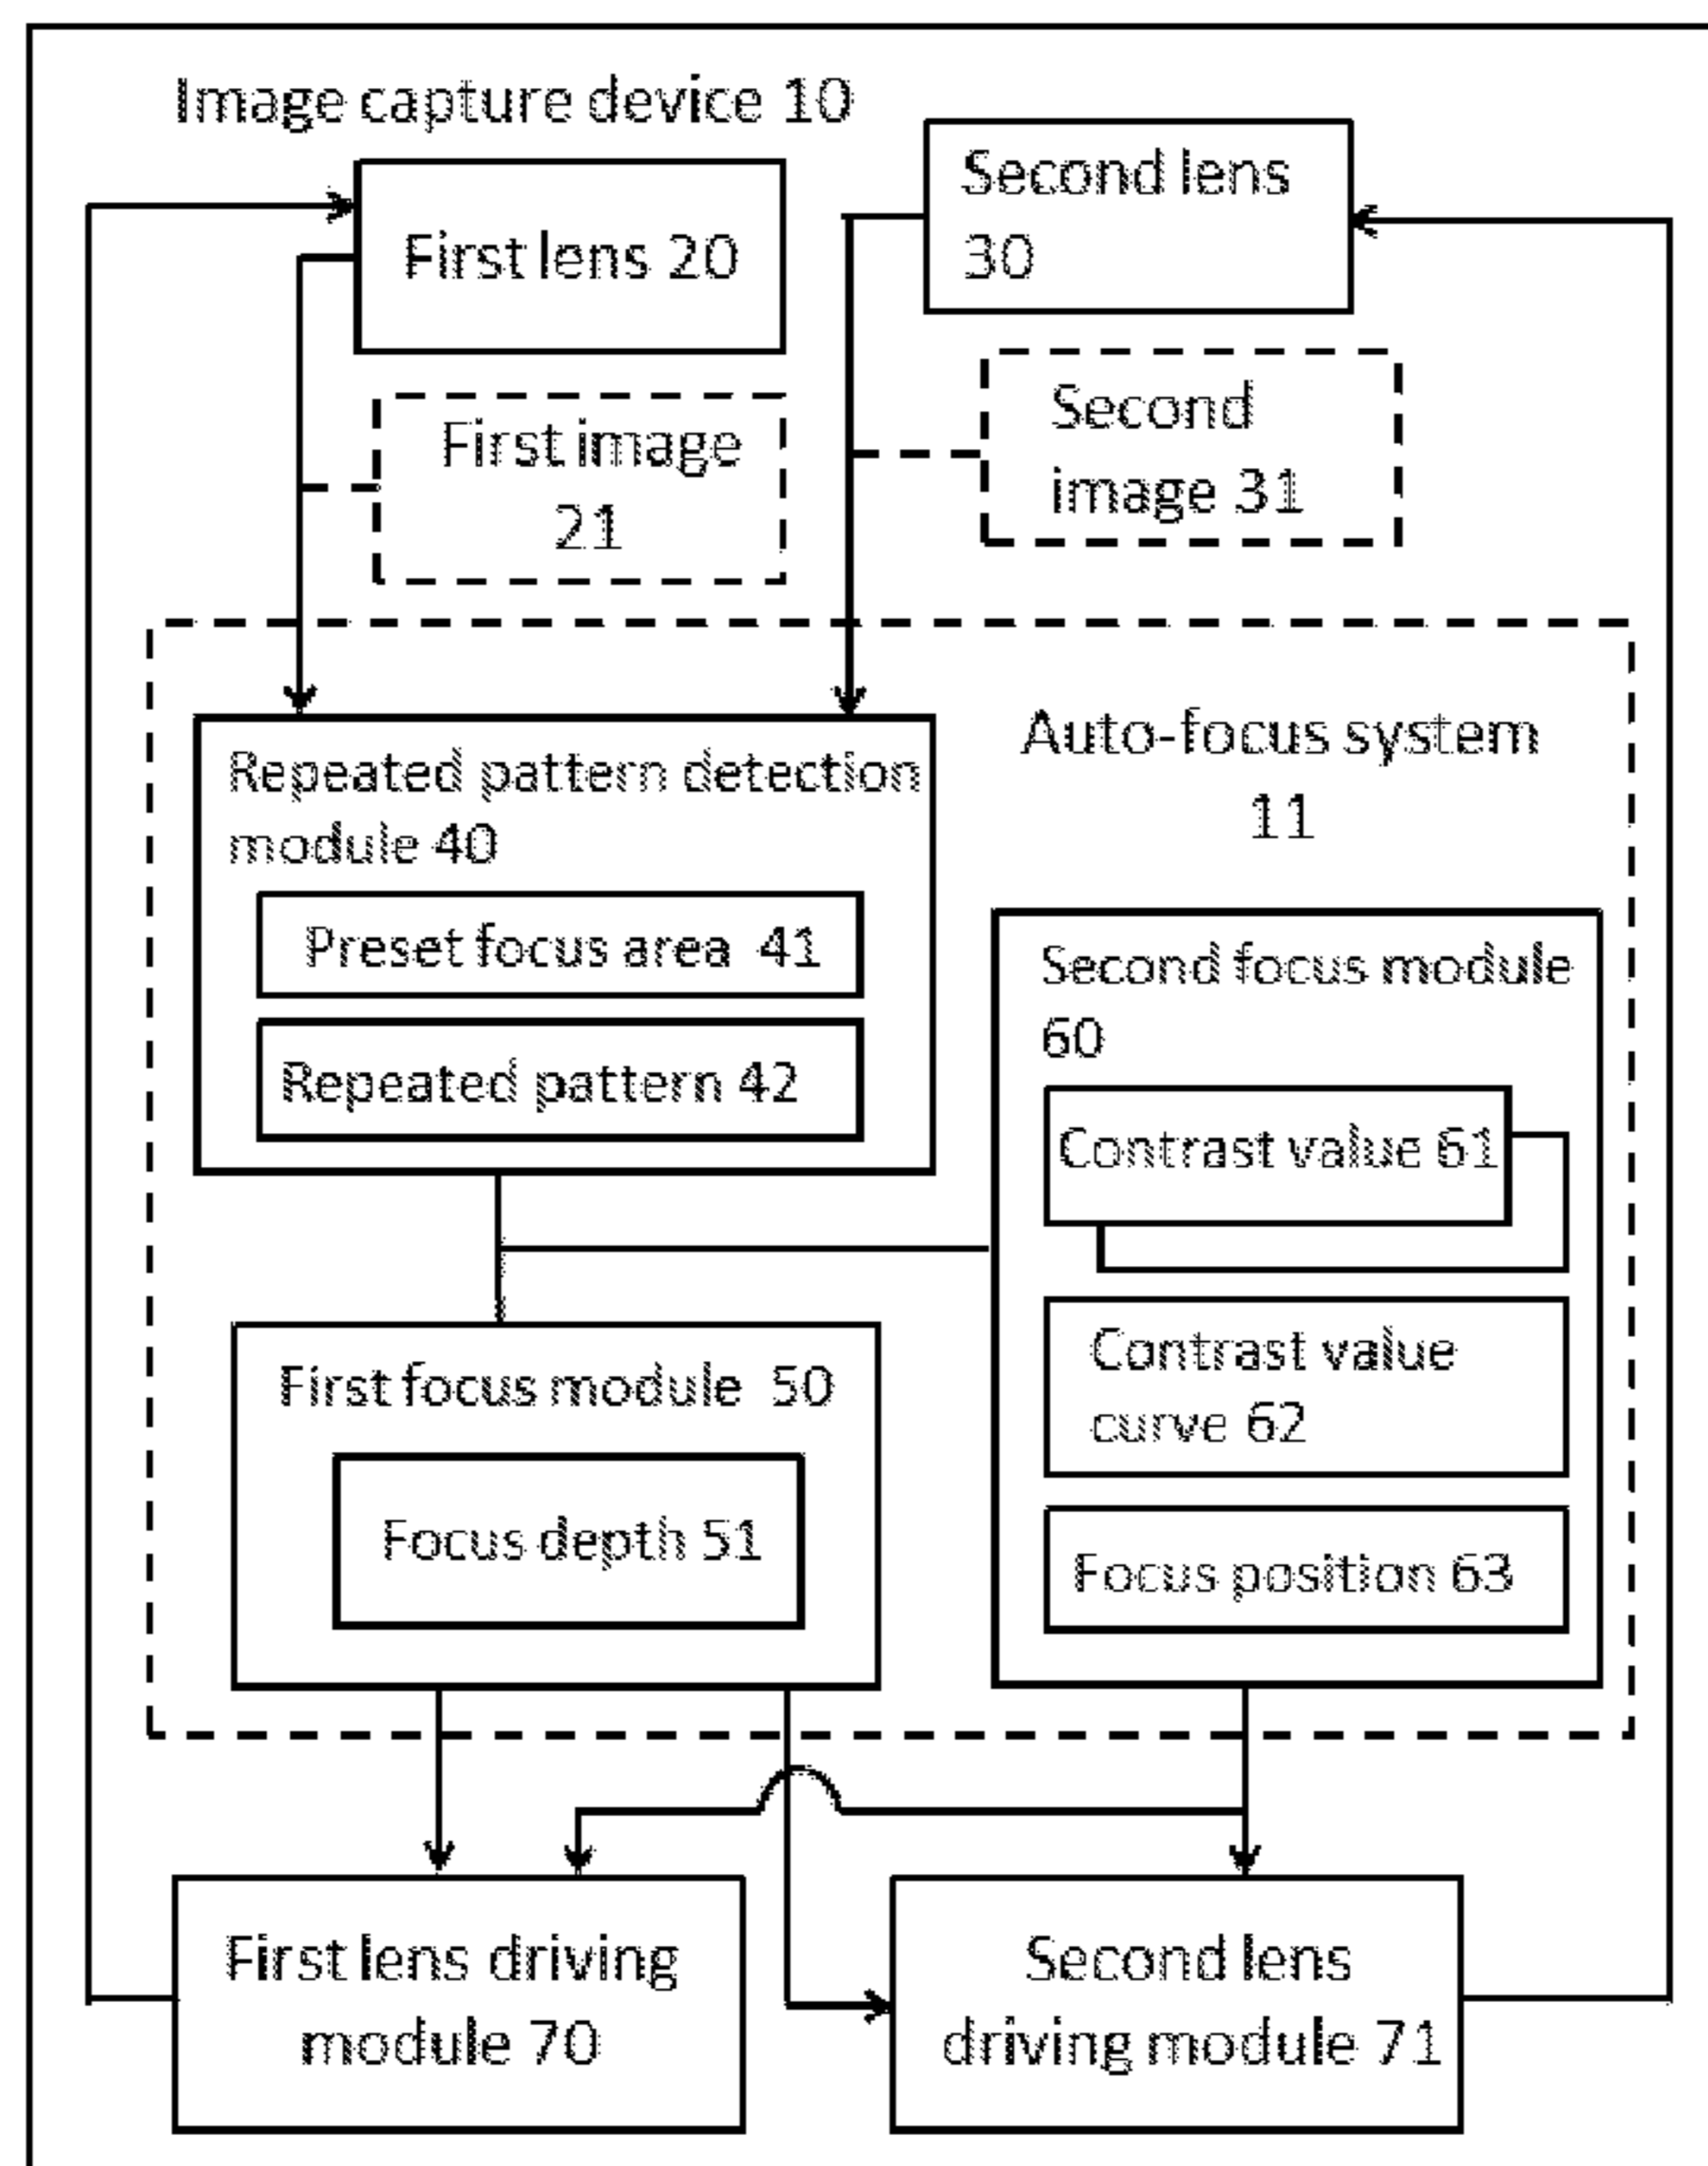 Image capture device 10
First lens 20
Second lens
30
First image
21
Second
image 31
Auto-focus system
11
Repeated pattern detection
module 40
Preset focus area 41
Repeated pattern 42
Second focus module
60
Contrast value 61
Contrast value
curve 62
Focus position 63
First focus module 50
Focus depth 51
First lens driving
module 70
Second lens
driving module 71